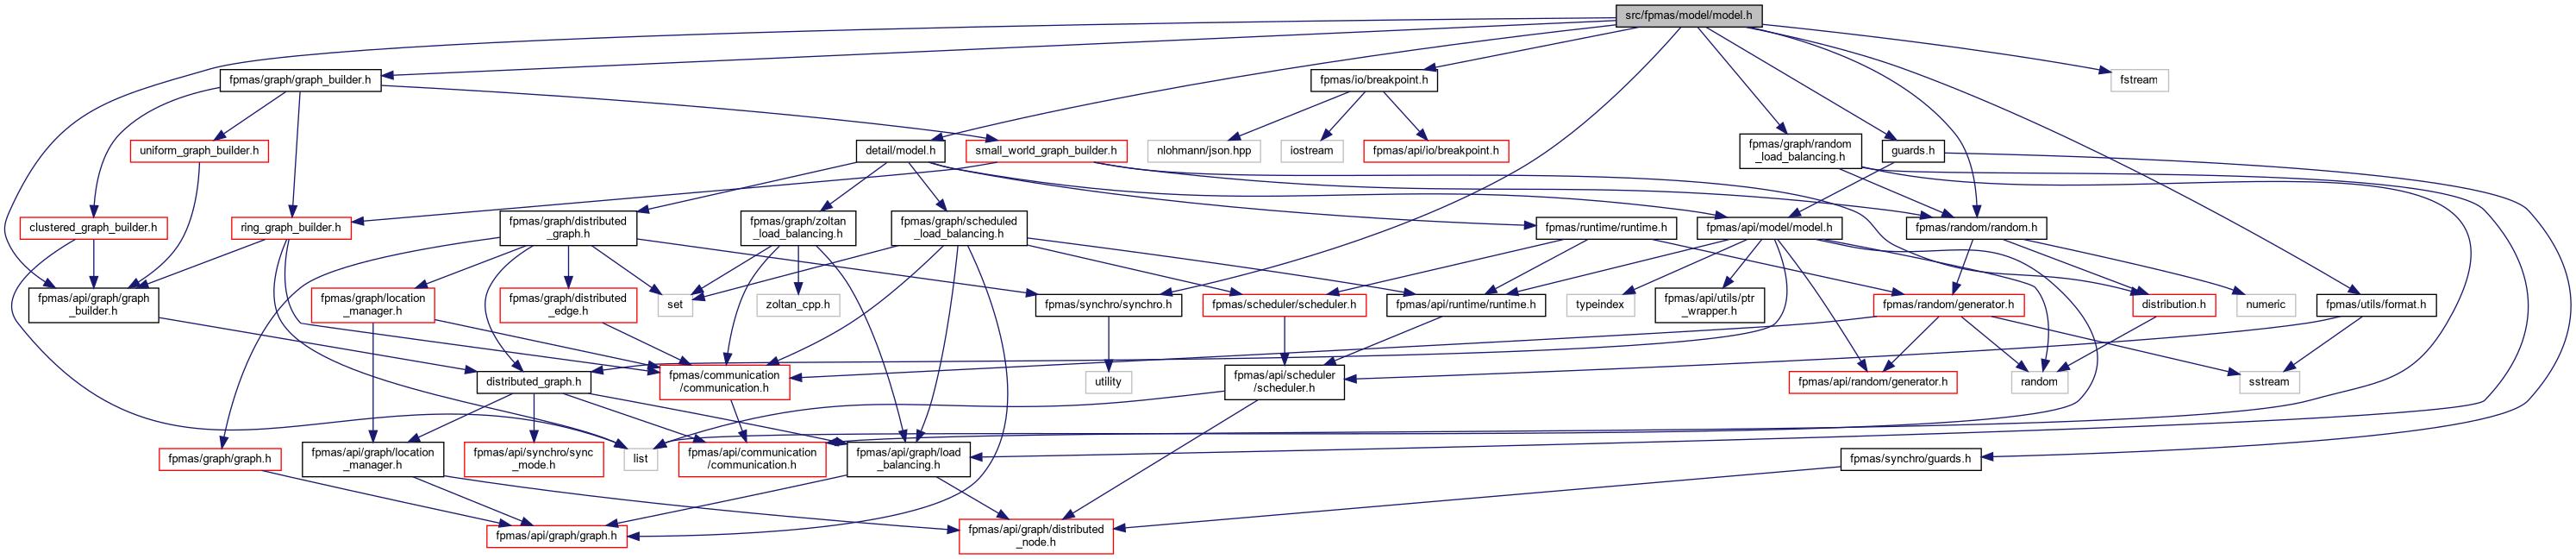 src/fpmas/model/model.h
fpmas/graph/graph_builder.h
fpmas/io/breakpoint.h
fstream
uniform_graph_builder.h
detail/model.h
small_world_graph_builder.h
nlohmann/json.hpp
iostream
fpmas/api/io/breakpoint.h
fpmas/graph/random
_load_balancing.h
guards.h
clustered_graph_builder.h
ring_graph_builder.h
fpmas/graph/distributed
_graph.h
fpmas/graph/zoltan
_load_balancing.h
fpmas/graph/scheduled
_load_balancing.h
fpmas/runtime/runtime.h
fpmas/api/model/model.h
fpmas/random/random.h
fpmas/api/graph/graph
_builder.h
fpmas/graph/location
_manager.h
fpmas/graph/distributed
_edge.h
set
zoltan_cpp.h
fpmas/synchro/synchro.h
fpmas/scheduler/scheduler.h
fpmas/api/runtime/runtime.h
typeindex
fpmas/api/utils/ptr
_wrapper.h
fpmas/random/generator.h
distribution.h
numeric
fpmas/utils/format.h
distributed_graph.h
fpmas/communication
/communication.h
utility
fpmas/api/scheduler
/scheduler.h
fpmas/api/random/generator.h
random
sstream
fpmas/graph/graph.h
fpmas/api/graph/location
_manager.h
fpmas/api/synchro/sync
_mode.h
list
fpmas/api/communication
/communication.h
fpmas/api/graph/load
_balancing.h
fpmas/synchro/guards.h
fpmas/api/graph/graph.h
fpmas/api/graph/distributed
_node.h